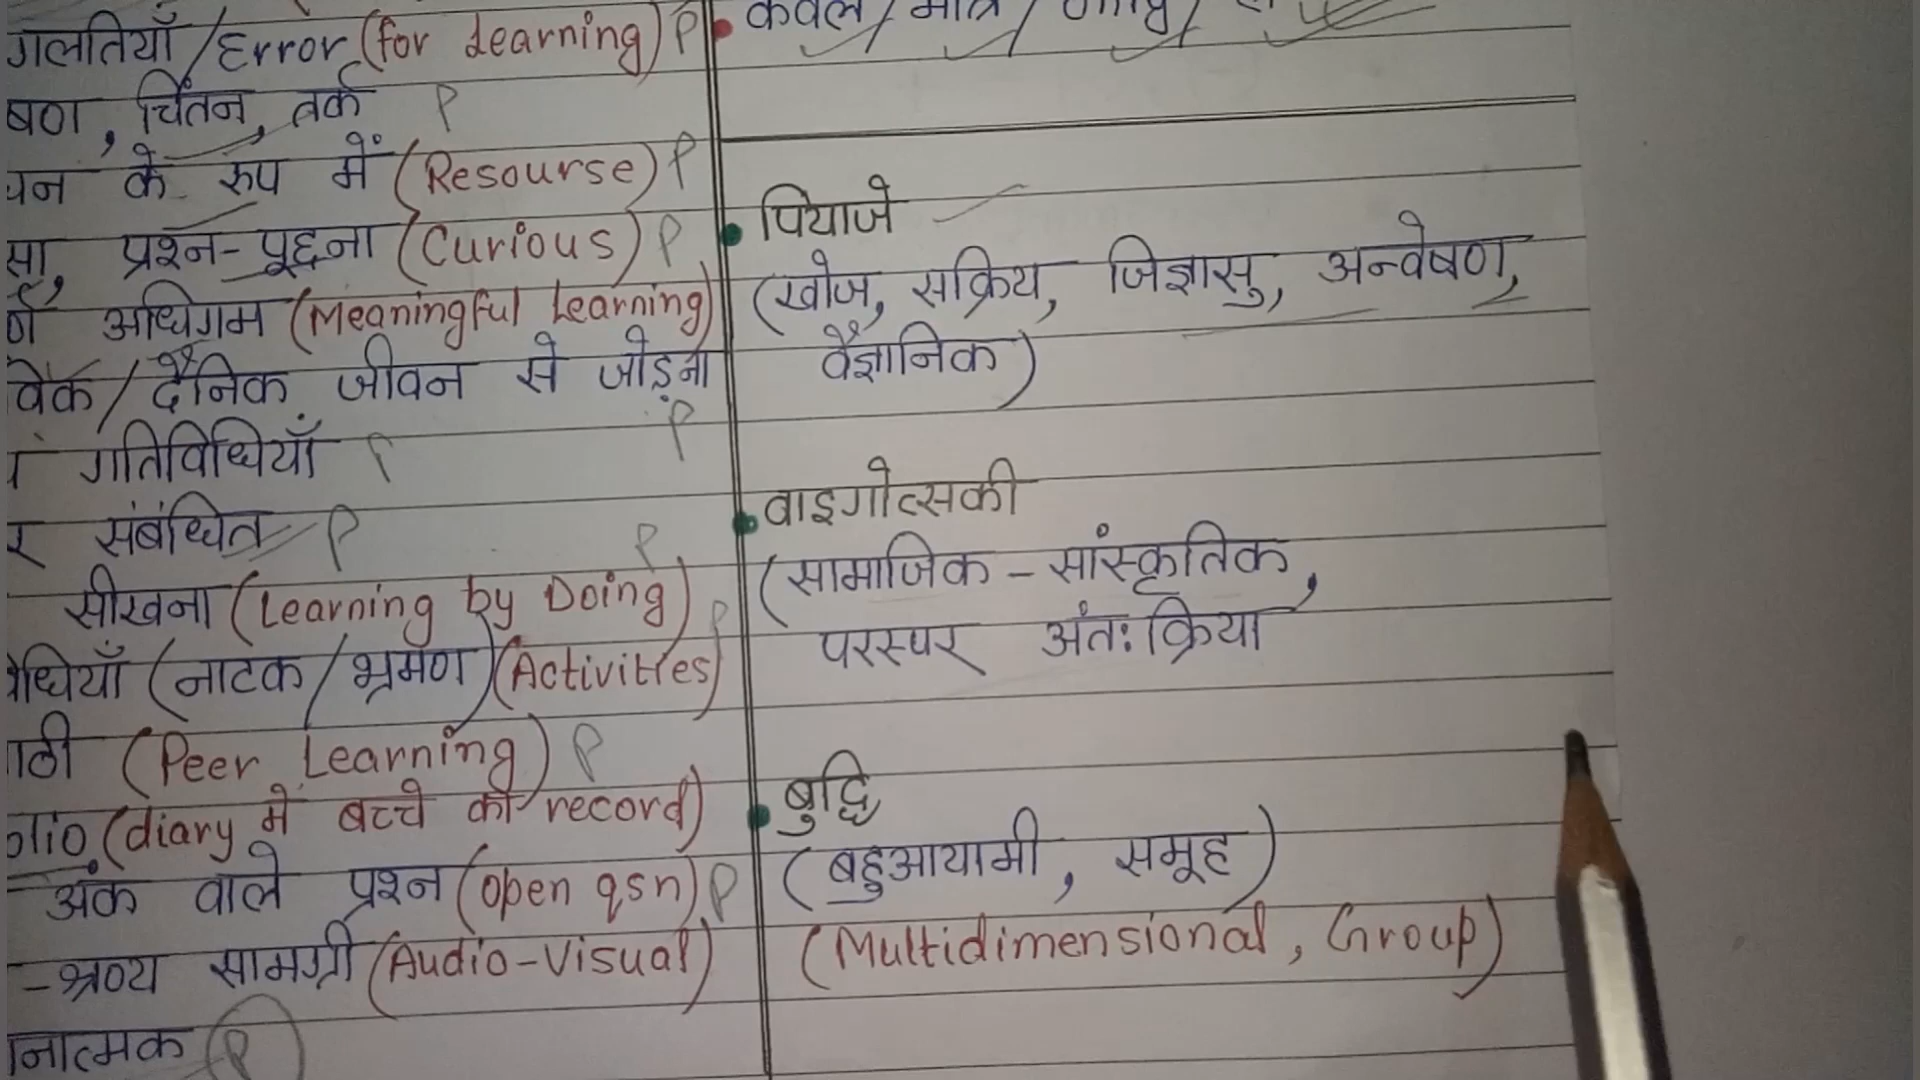 गलतियाँ/Error (for Learning) P
षण, चिंतन, तर्क P
के रूप में (Resourse) P
सा, प्रश्न-पूछना (Curious) P
अधिगम (Meaningful Learning)
दैनिक जीवन से जोड़ना
P
गतिविधियाँ P
संबंधित P
P
सीखना (Learning by Doing) P
(नाटक/भ्रमण) (Activities)
(Peer Learning) P
(diary में बच्चे का record)
अंक वाले प्रश्न (open qsn) P
-श्रव्य सामग्री (Audio-Visual)
नात्मक P
• केवल/मात्र/
• पियाजे
(खोज, सक्रिय, जिज्ञासु, अन्वेषण,
वैज्ञानिक)
• वाइगोत्सकी
(सामाजिक-सांस्कृतिक,
परस्पर अंतःक्रिया
• बुद्धि
(बहुआयामी, समूह)
(Multidimensional, Group)